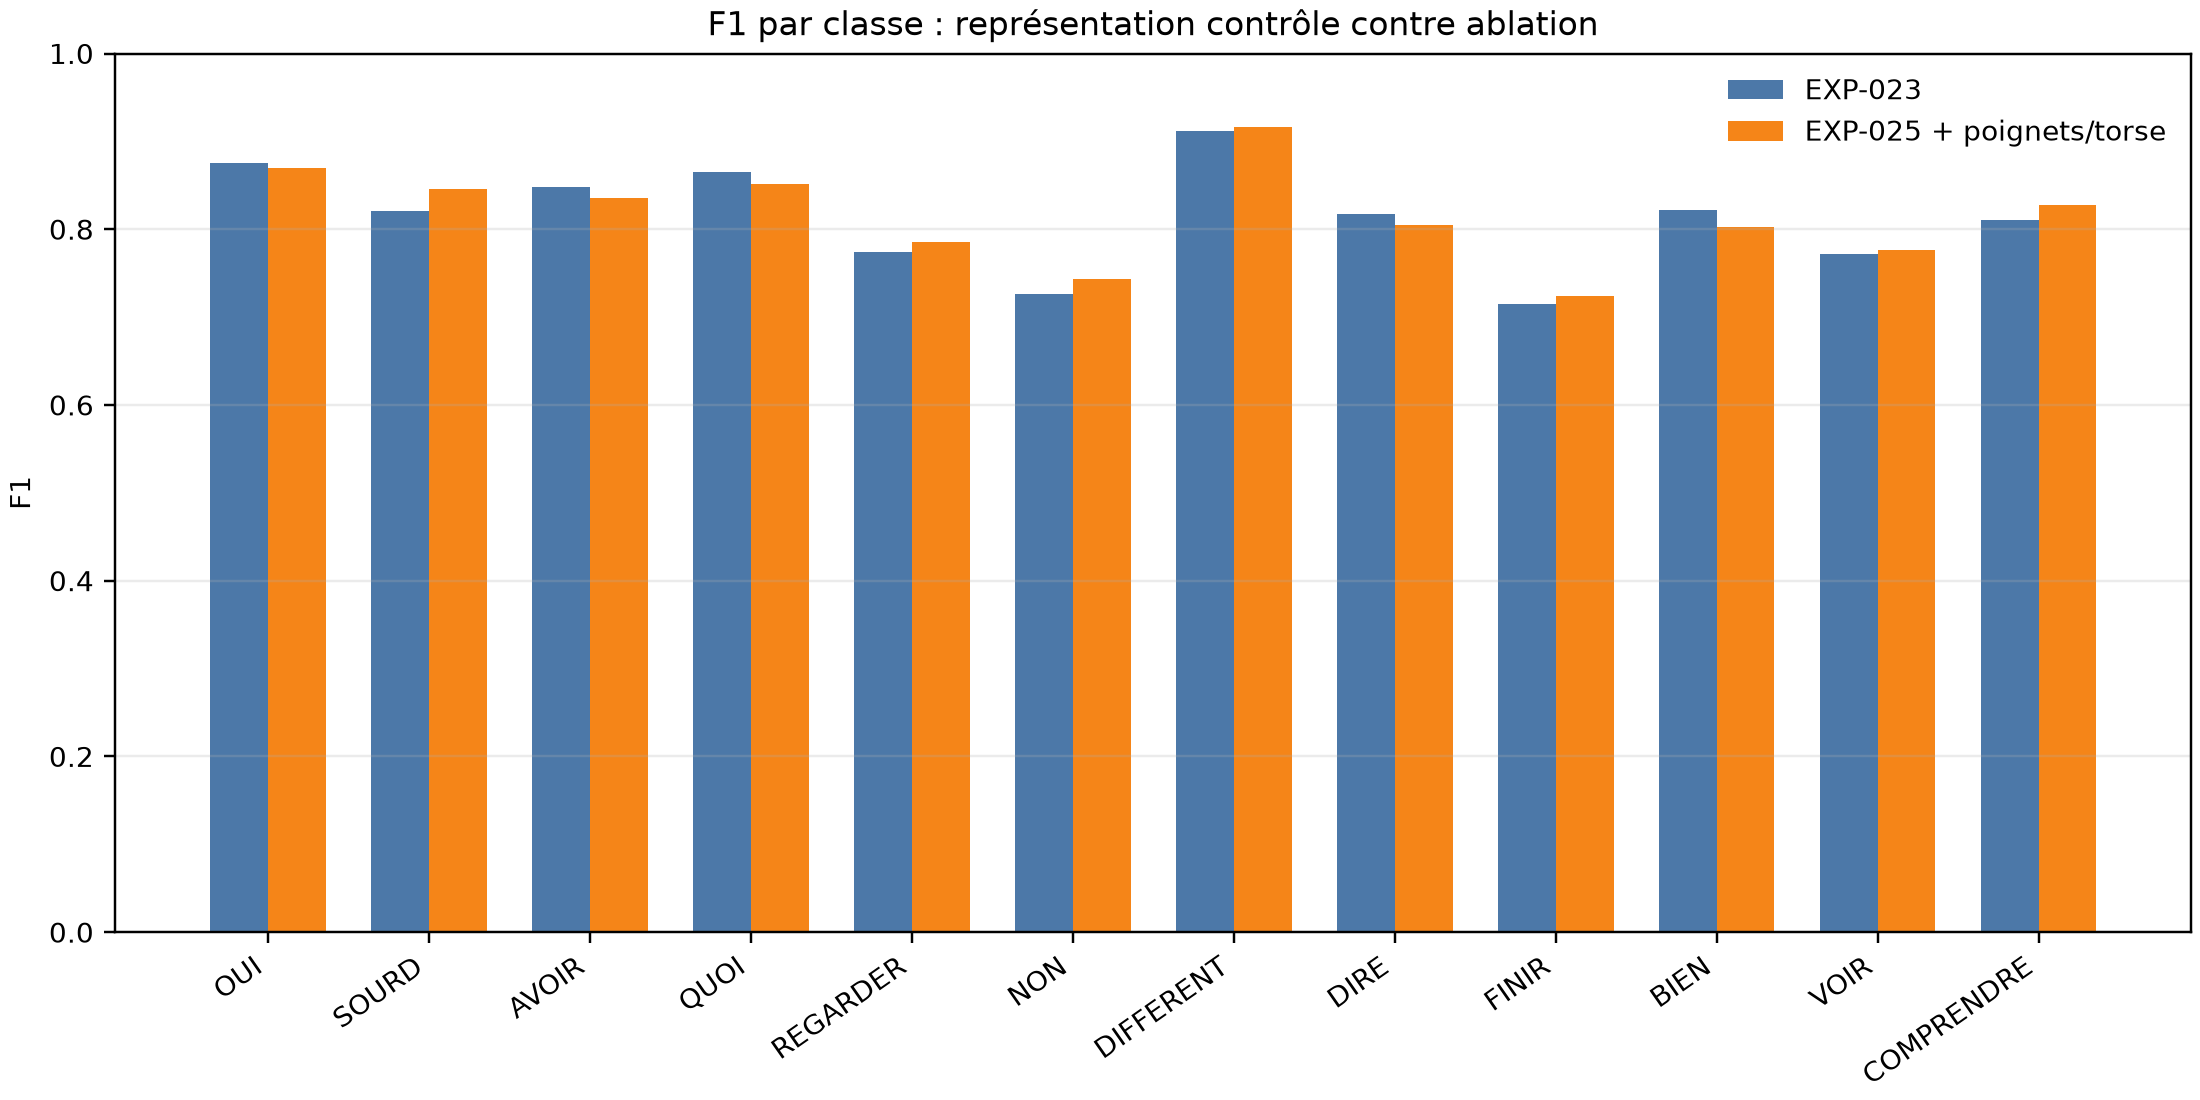 F1 par classe : représentation contrôle contre ablation
EXP-023
EXP-025 + poignets/torse
F1
1.0
0.8
0.6
0.4
0.2
0.0
OUI
SOURD
AVOIR
QUOI
REGARDER
NON
DIFFERENT
DIRE
FINIR
BIEN
VOIR
COMPRENDRE